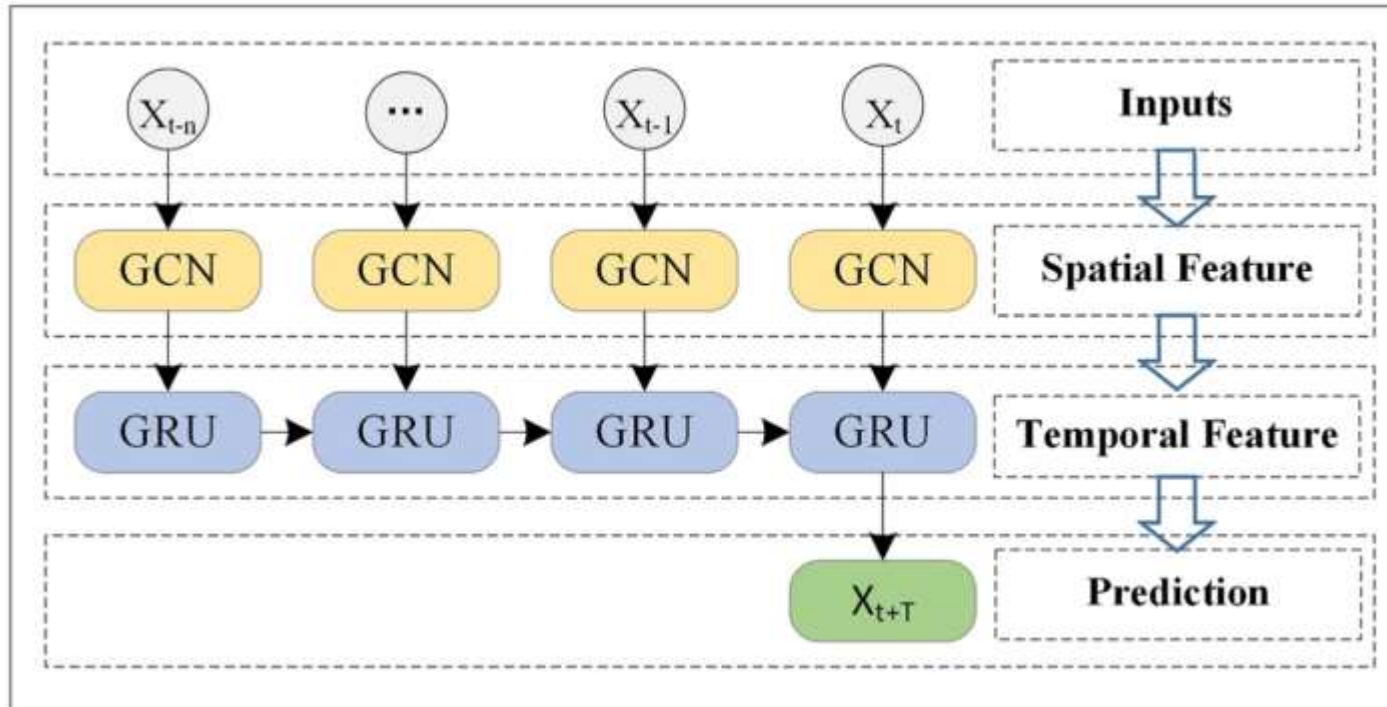 X_{t-n} ... X_{t-1} X_t Inputs
GCN GCN GCN GCN Spatial Feature
GRU GRU GRU GRU Temporal Feature
X_{t+T} Prediction